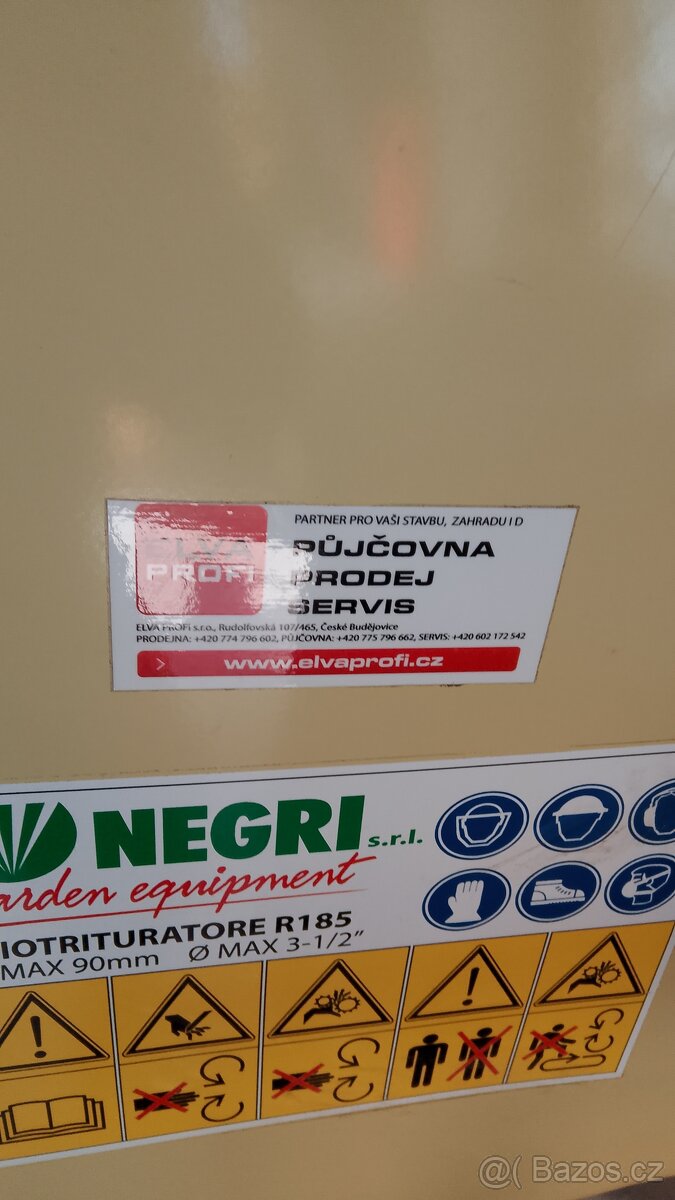 PARTNER PRO VAŠI STAVBU, ZAHRADU I D
ELVA
PROFI
PŮJČOVNA
PRODEJ
SERVIS
ELVA PROFI s.r.o., Rudolfovská 107/465, České Budějovice
PRODEJNA: +420 774 796 602, PŮJČOVNA: +420 775 796 662, SERVIS: +420 602 172 542
www.elvaprofi.cz
NEGRI s.r.l.
arden equipment
IOTRITURATORE R185
MAX 90mm Ø MAX 3-1/2”
@( Bazos.cz